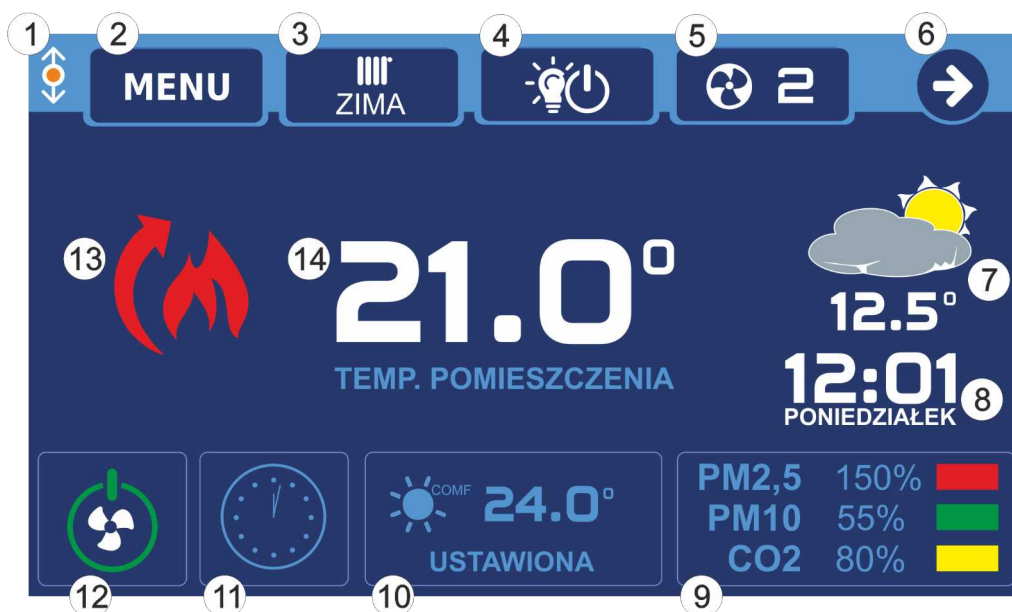 1 2 3 4 5 6
MENU ZIMA 2
13 14 21.0° 7
12.5°
TEMP. POMIESZCZENIA
12:01 8
PONIEDZIAŁEK
COMF 24.0°
USTAWIONA
PM2,5 150%
PM10 55%
CO2 80%
12 11 10 9